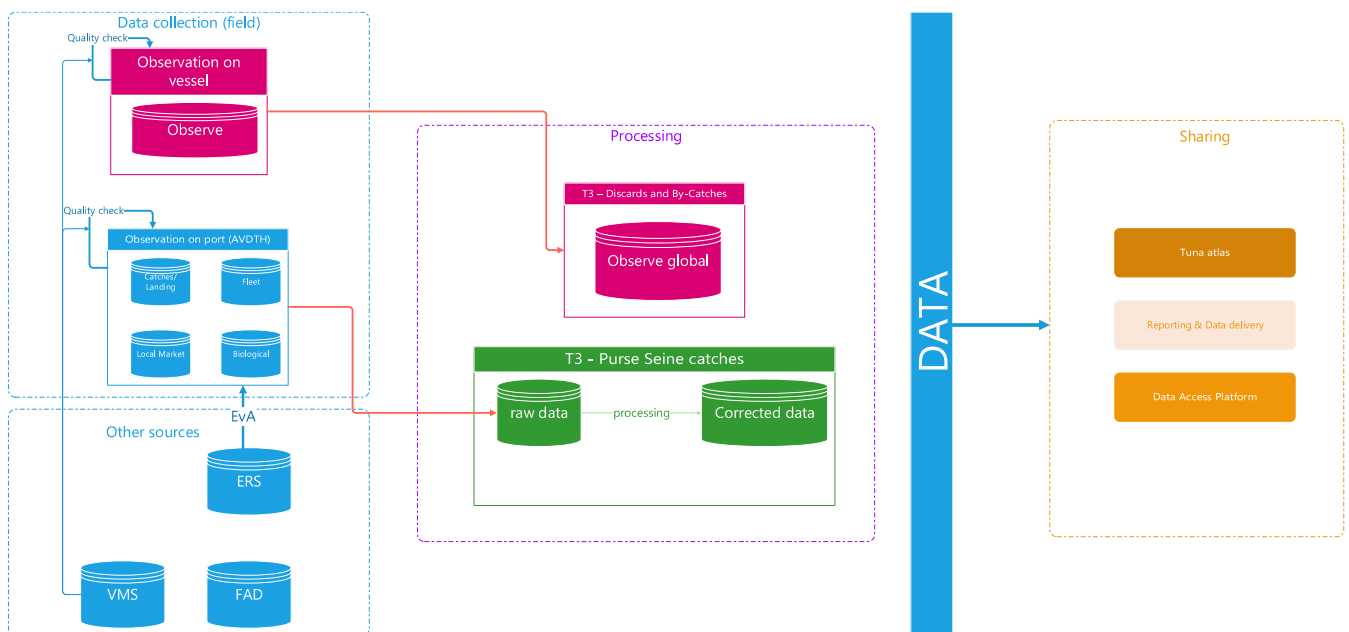 Data collection (field)
Quality check
Observation on
vessel
Observe
Quality check
Observation on port (AVDTH)
Catches/
Landing
Fleet
Local Market
Biological
EvA
Other sources
ERS
VMS
FAD
Processing
T3 – Discards and By-Catches
Observe global
T3 - Purse Seine catches
raw data
processing
Corrected data
DATA
Sharing
Tuna atlas
Reporting & Data delivery
Data Access Platform